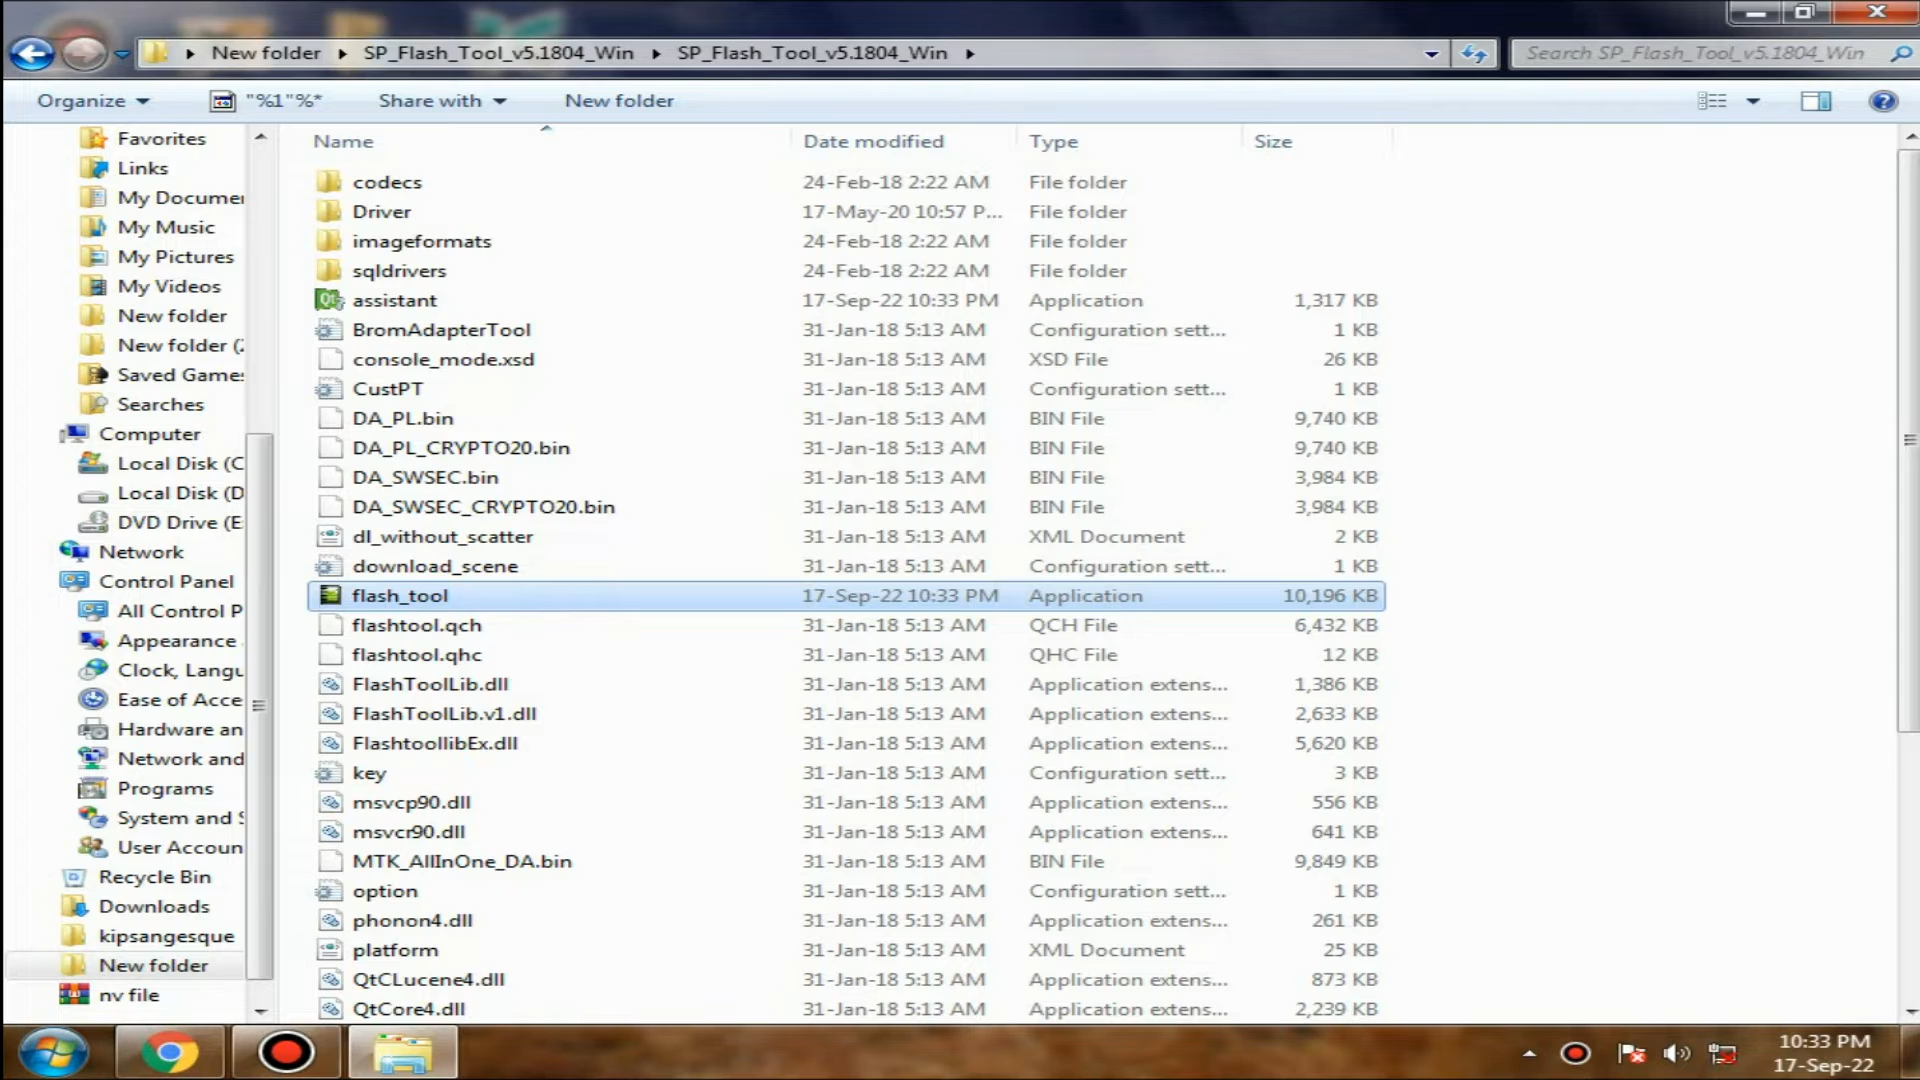 New folder ▸ SP_Flash_Tool_v5.1804_Win ▸ SP_Flash_Tool_v5.1804_Win ▸
Search SP_Flash_Tool_v5.1804_Win
Organize "%1"%* Share with New folder
Favorites
Links
My Documer
My Music
My Pictures
My Videos
New folder
New folder (2
Saved Games
Searches
Computer
Local Disk (C
Local Disk (D
DVD Drive (E
Network
Control Panel
All Control P
Appearance
Clock, Langu
Ease of Acce
Hardware an
Network and
Programs
System and S
User Accoun
Recycle Bin
Downloads
kipsangesque
New folder
nv file
Name Date modified Type Size
codecs 24-Feb-18 2:22 AM File folder
Driver 17-May-20 10:57 P... File folder
imageformats 24-Feb-18 2:22 AM File folder
sqldrivers 24-Feb-18 2:22 AM File folder
assistant 17-Sep-22 10:33 PM Application 1,317 KB
BromAdapterTool 31-Jan-18 5:13 AM Configuration sett... 1 KB
console_mode.xsd 31-Jan-18 5:13 AM XSD File 26 KB
CustPT 31-Jan-18 5:13 AM Configuration sett... 1 KB
DA_PL.bin 31-Jan-18 5:13 AM BIN File 9,740 KB
DA_PL_CRYPTO20.bin 31-Jan-18 5:13 AM BIN File 9,740 KB
DA_SWSEC.bin 31-Jan-18 5:13 AM BIN File 3,984 KB
DA_SWSEC_CRYPTO20.bin 31-Jan-18 5:13 AM BIN File 3,984 KB
dl_without_scatter 31-Jan-18 5:13 AM XML Document 2 KB
download_scene 31-Jan-18 5:13 AM Configuration sett... 1 KB
flash_tool 17-Sep-22 10:33 PM Application 10,196 KB
flashtool.qch 31-Jan-18 5:13 AM QCH File 6,432 KB
flashtool.qhc 31-Jan-18 5:13 AM QHC File 12 KB
FlashToolLib.dll 31-Jan-18 5:13 AM Application extens... 1,386 KB
FlashToolLib.v1.dll 31-Jan-18 5:13 AM Application extens... 2,633 KB
FlashtoollibEx.dll 31-Jan-18 5:13 AM Application extens... 5,620 KB
key 31-Jan-18 5:13 AM Configuration sett... 3 KB
msvcp90.dll 31-Jan-18 5:13 AM Application extens... 556 KB
msvcr90.dll 31-Jan-18 5:13 AM Application extens... 641 KB
MTK_AllInOne_DA.bin 31-Jan-18 5:13 AM BIN File 9,849 KB
option 31-Jan-18 5:13 AM Configuration sett... 1 KB
phonon4.dll 31-Jan-18 5:13 AM Application extens... 261 KB
platform 31-Jan-18 5:13 AM XML Document 25 KB
QtCLucene4.dll 31-Jan-18 5:13 AM Application extens... 873 KB
QtCore4.dll 31-Jan-18 5:13 AM Application extens... 2,239 KB
10:33 PM
17-Sep-22